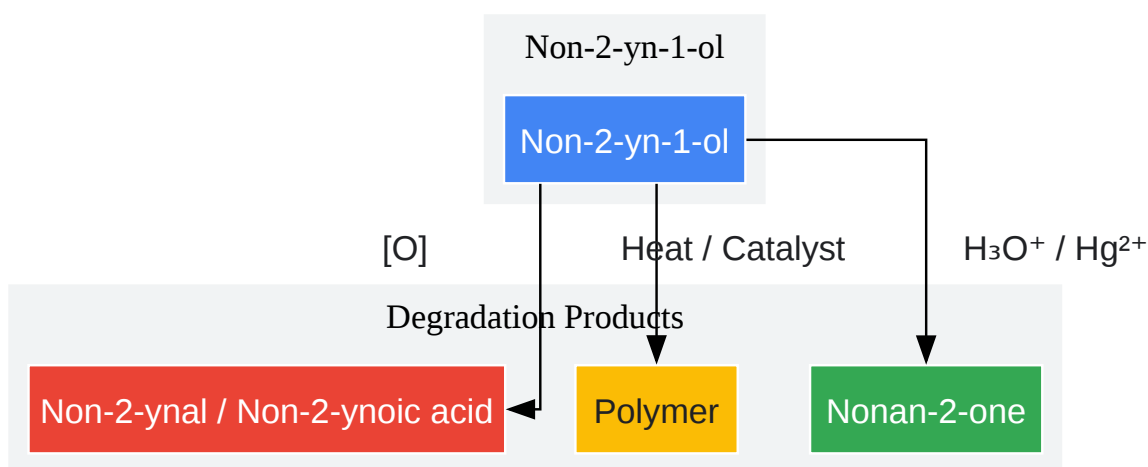 Non-2-yn-1-ol
Non-2-yn-1-ol
[O]
Heat / Catalyst
H₃O⁺ / Hg²⁺
Degradation Products
Non-2-ynal / Non-2-ynoic acid
Polymer
Nonan-2-one